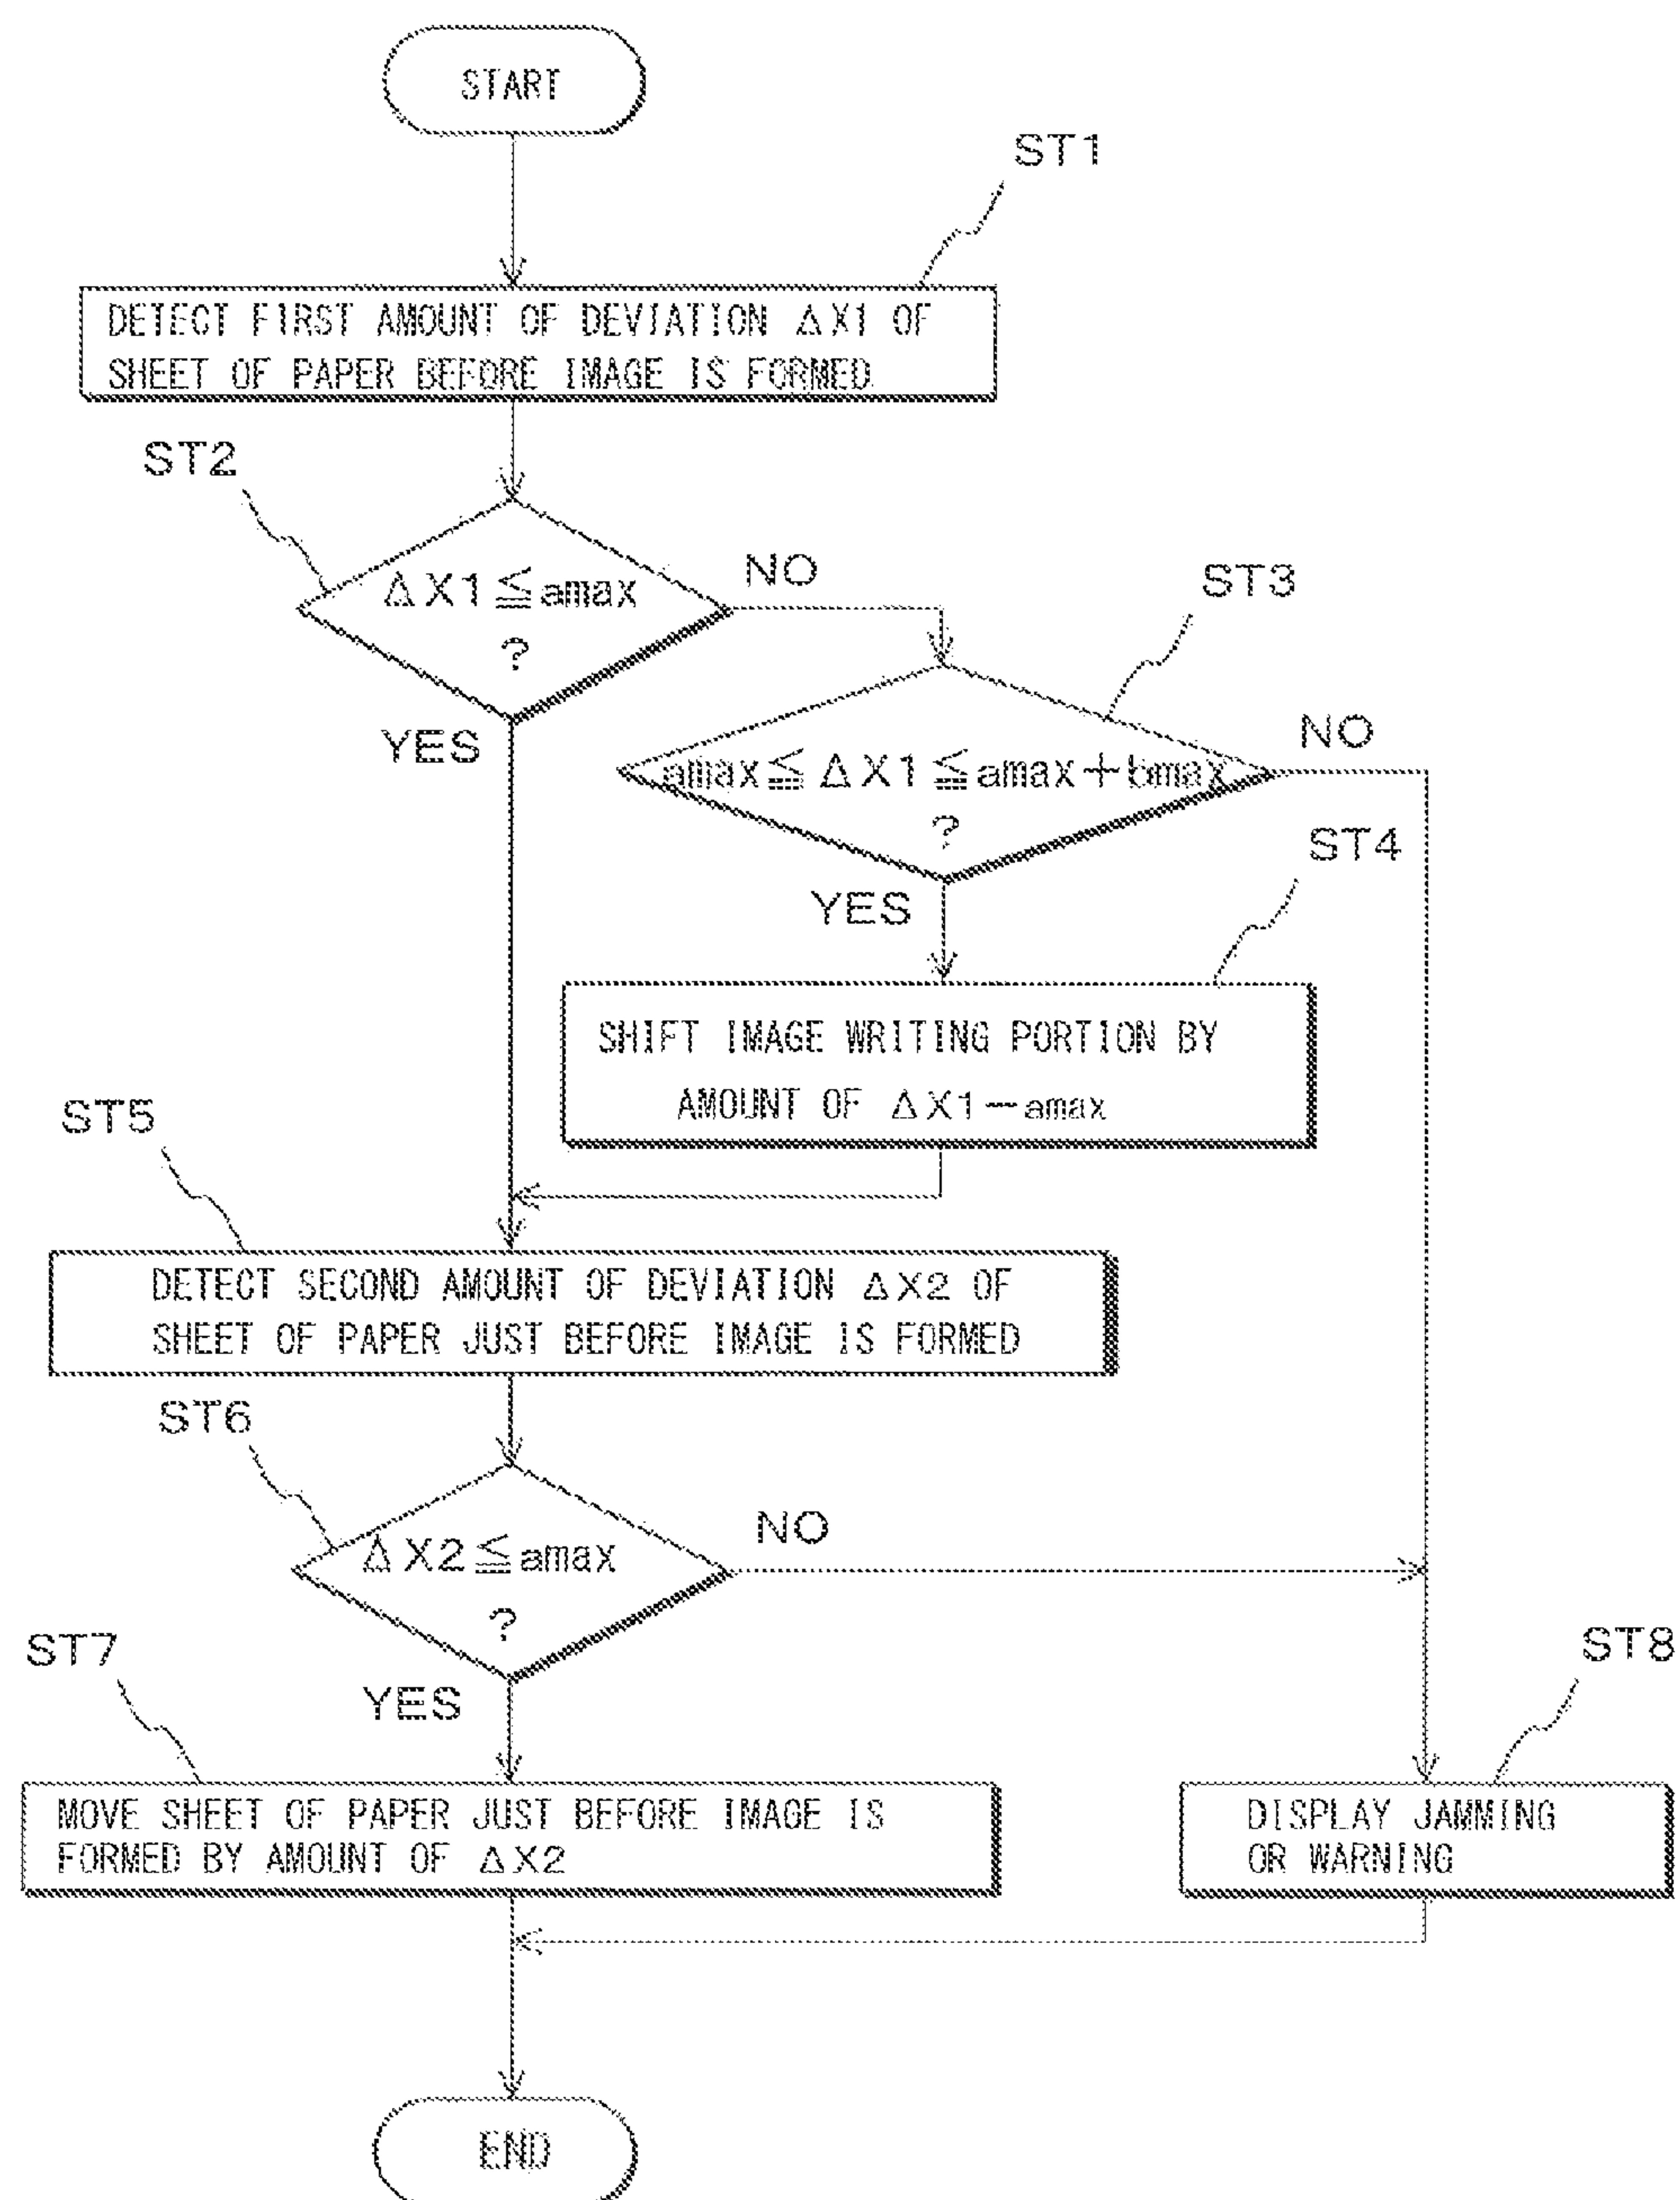 START
ST1
DETECT FIRST AMOUNT OF DEVIATION ΔX1 OF
SHEET OF PAPER BEFORE IMAGE IS FORMED
ST2
ΔX1≦amax
?
NO
YES
ST3
amax≦ΔX1≦amax+bmax
?
NO
YES
ST4
SHIFT IMAGE WRITING PORTION BY
AMOUNT OF ΔX1-amax
ST5
DETECT SECOND AMOUNT OF DEVIATION ΔX2 OF
SHEET OF PAPER JUST BEFORE IMAGE IS FORMED
ST6
ΔX2≦amax
?
NO
YES
ST7
MOVE SHEET OF PAPER JUST BEFORE IMAGE IS
FORMED BY AMOUNT OF ΔX2
ST8
DISPLAY JAMMING
OR WARNING
END